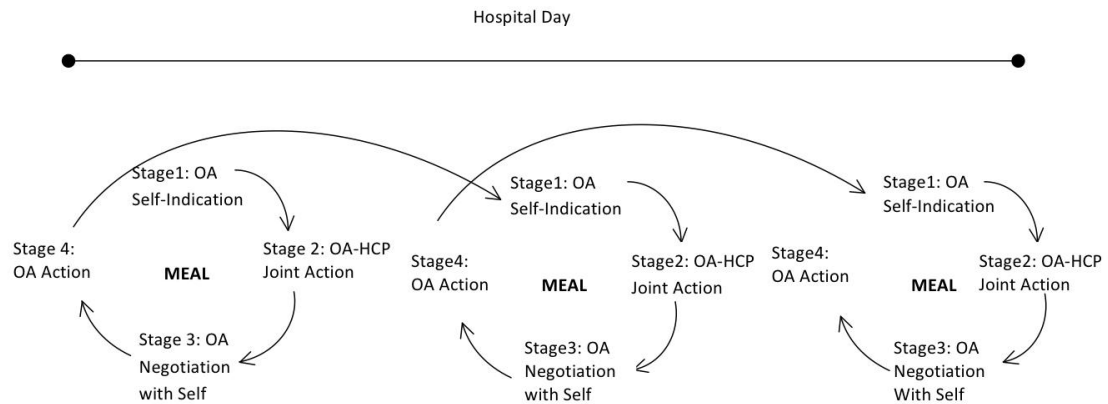 Hospital Day
Stage1: OA
Self-Indication
Stage 2: OA-HCP
Joint Action
Stage 3: OA
Negotiation
with Self
Stage 4:
OA Action
MEAL
Stage1: OA
Self-Indication
Stage2: OA-HCP
Joint Action
Stage3: OA
Negotiation
with Self
Stage4:
OA Action
MEAL
Stage1: OA
Self-Indication
Stage2: OA-HCP
Joint Action
Stage3: OA
Negotiation
With Self
Stage4:
OA Action
MEAL